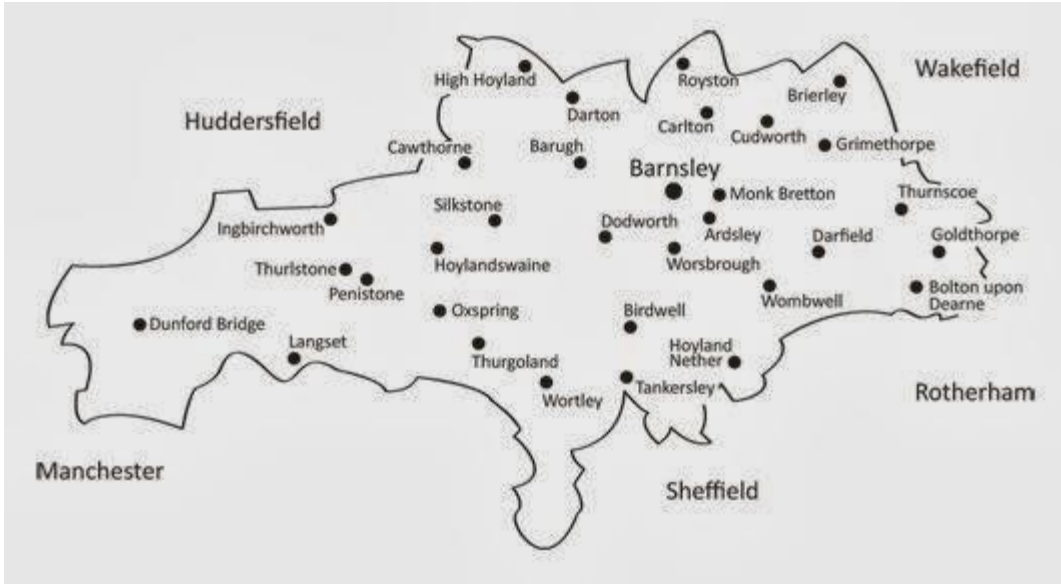 Wakefield
High Hoyland
Royston
Brierley
Darton
Huddersfield
Carlton
Cudworth
Cawthorne
Barugh
Grimethorpe
Barnsley
Monk Bretton
Thurnscoe
Silkstone
Ingbirchworth
Dodworth
Ardsley
Darfield
Goldthorpe
Hoylandswaine
Worsbrough
Thurlstone
Penistone
Wombwell
Bolton upon
Dearne
Dunford Bridge
Oxspring
Birdwell
Langset
Thurgoland
Hoyland
Nether
Tankersley
Wortley
Rotherham
Manchester
Sheffield